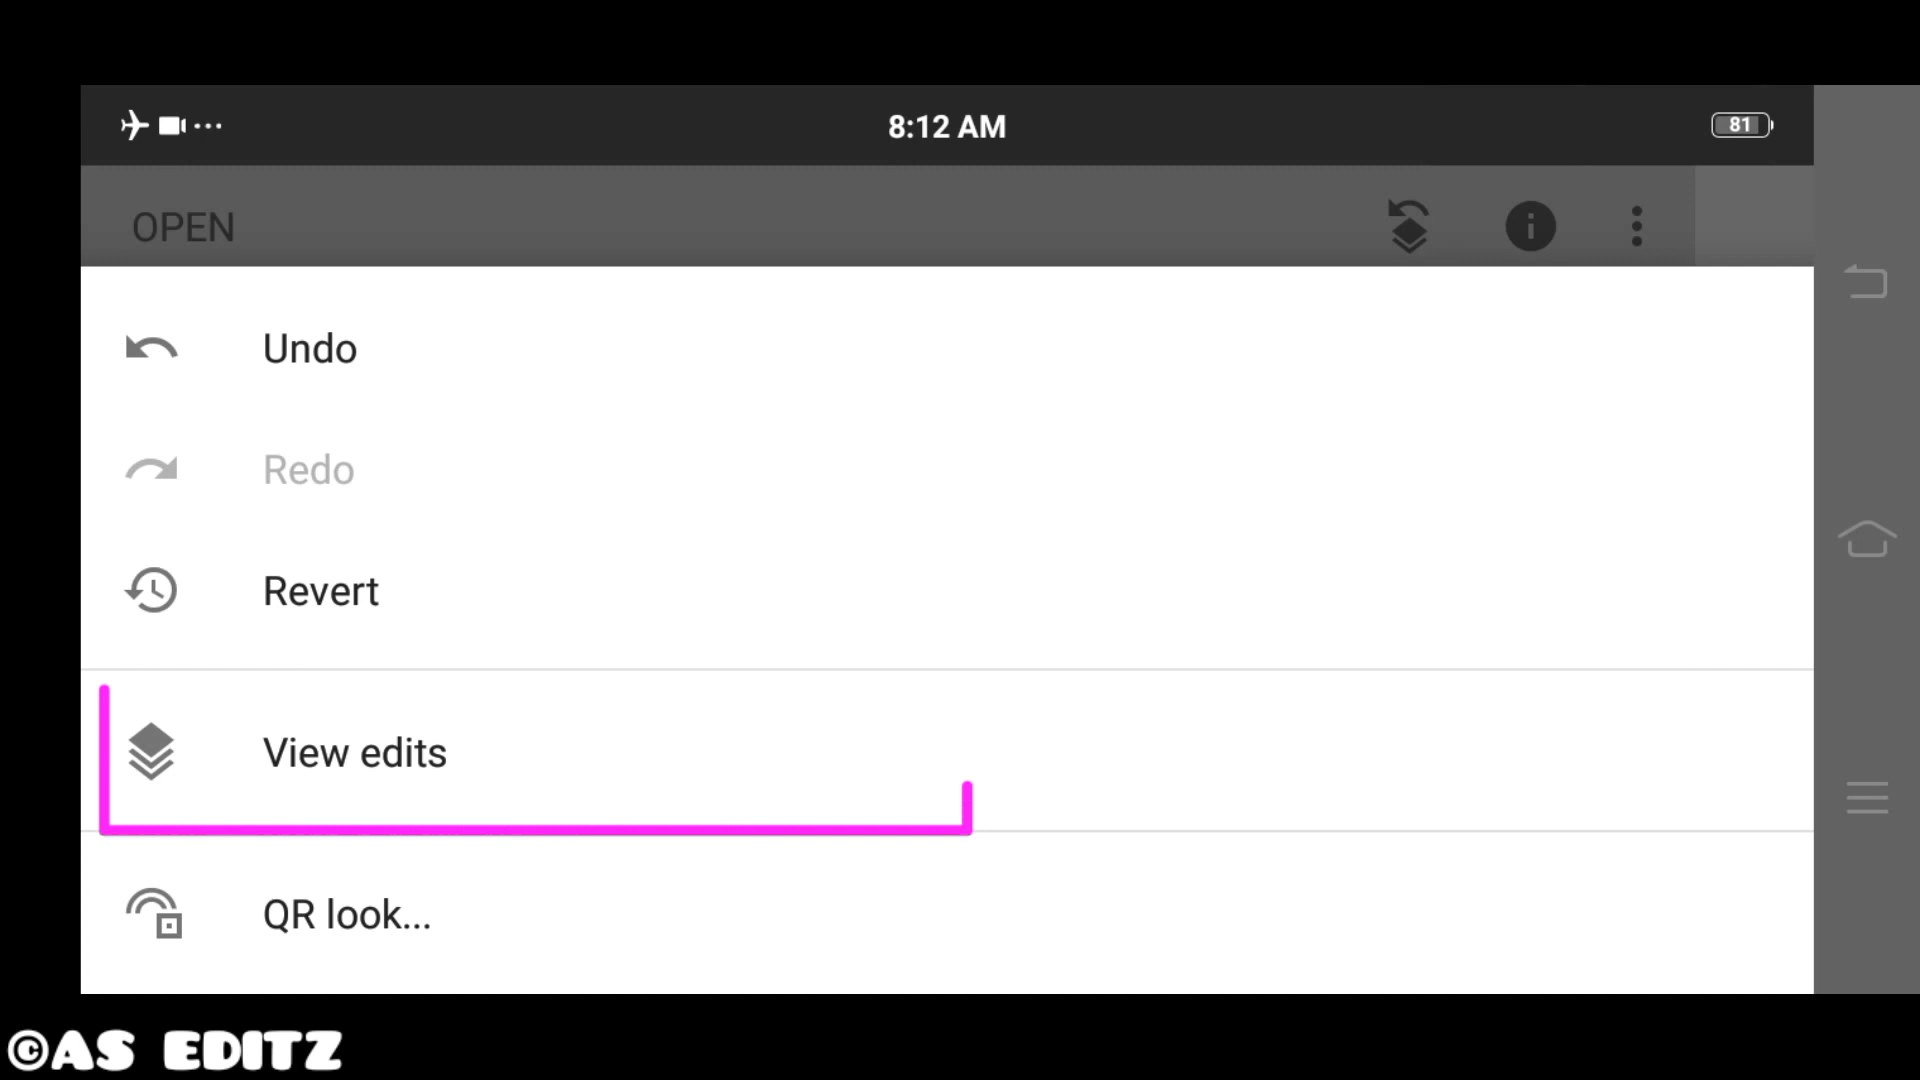 8:12 AM
81
OPEN
Undo
Redo
Revert
View edits
QR look...
©AS EDITZ